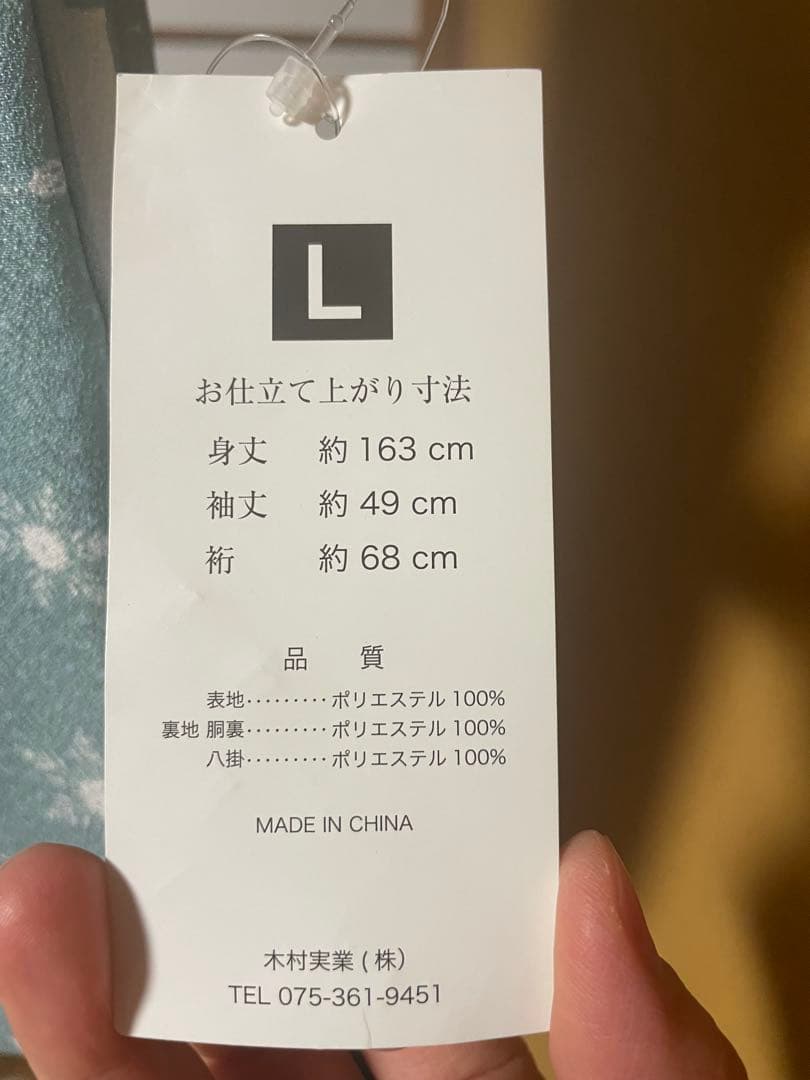 L
お仕立て上がり寸法
身丈 約 163 cm
袖丈 約 49 cm
裄 約 68 cm
品 質
表地‥‥‥‥‥ポリエステル 100%
裏地 胴裏‥‥‥‥‥ポリエステル 100%
八掛‥‥‥‥‥ポリエステル 100%
MADE IN CHINA
木村実業 (株)
TEL 075-361-9451